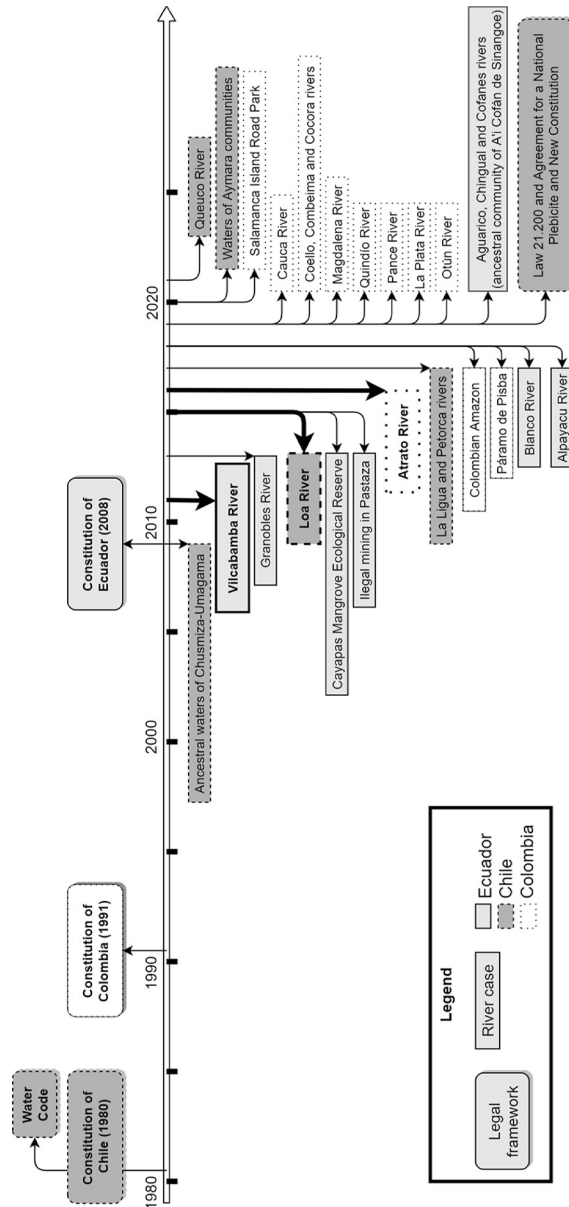 Water
Code
Constitution of
Chile (1980)
Constitution of
Colombia (1991)
Constitution of
Ecuador (2008)
1980
1990
2000
2010
2020
Ancestral waters of Chusmiza-Umagama
Vilcabamba River
Granobles River
Loa River
Cayapas Mangrove Ecological Reserve
Illegal mining in Pastaza
Atrato River
La Ligua and Petorca rivers
Colombian Amazon
Páramo de Pisba
Blanco River
Alpayacu River
Queuco River
Waters of Aymara communities
Salamanca Island Road Park
Cauca River
Coello, Combeima and Cocora rivers
Magdalena River
Quindío River
Pance River
La Plata River
Otún River
Aguarico, Chingual and Cofanes rivers
(ancestral community of A'i Cofán de Sinangoe)
Law 21.200 and Agreement for a National
Plebicite and New Constitution
Legend
Legal
framework
River case
Ecuador
Chile
Colombia